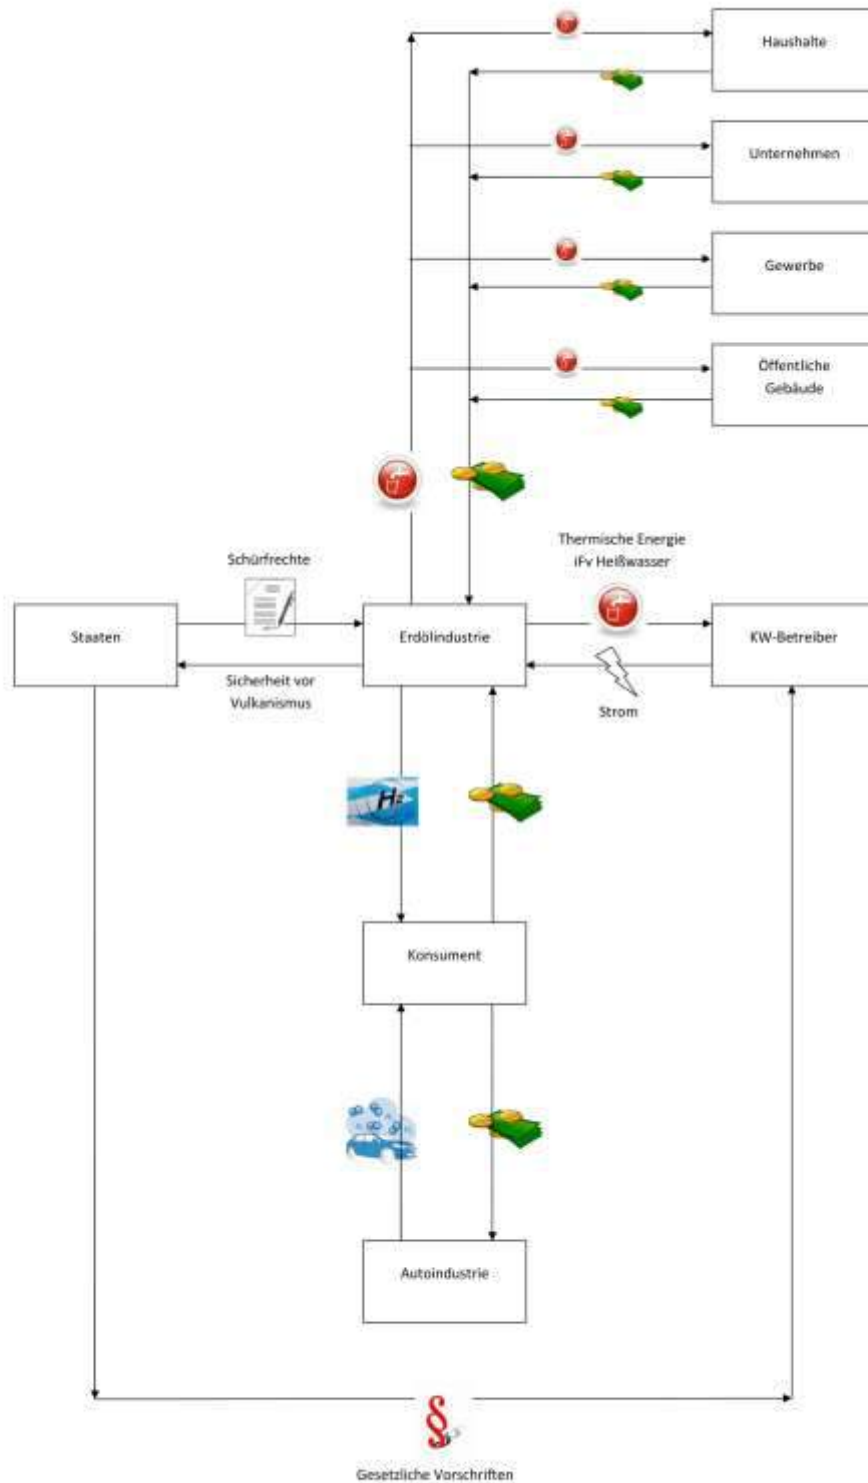 Haushalte
Unternehmen
Gewerbe
Öffentliche
Gebäude
Thermische Energie
iFv Heißwasser
Schürfrechte
Staaten
Erdölindustrie
KW-Betreiber
Sicherheit vor
Vulkanismus
Strom
H₂
Konsument
Autoindustrie
§
Gesetzliche Vorschriften